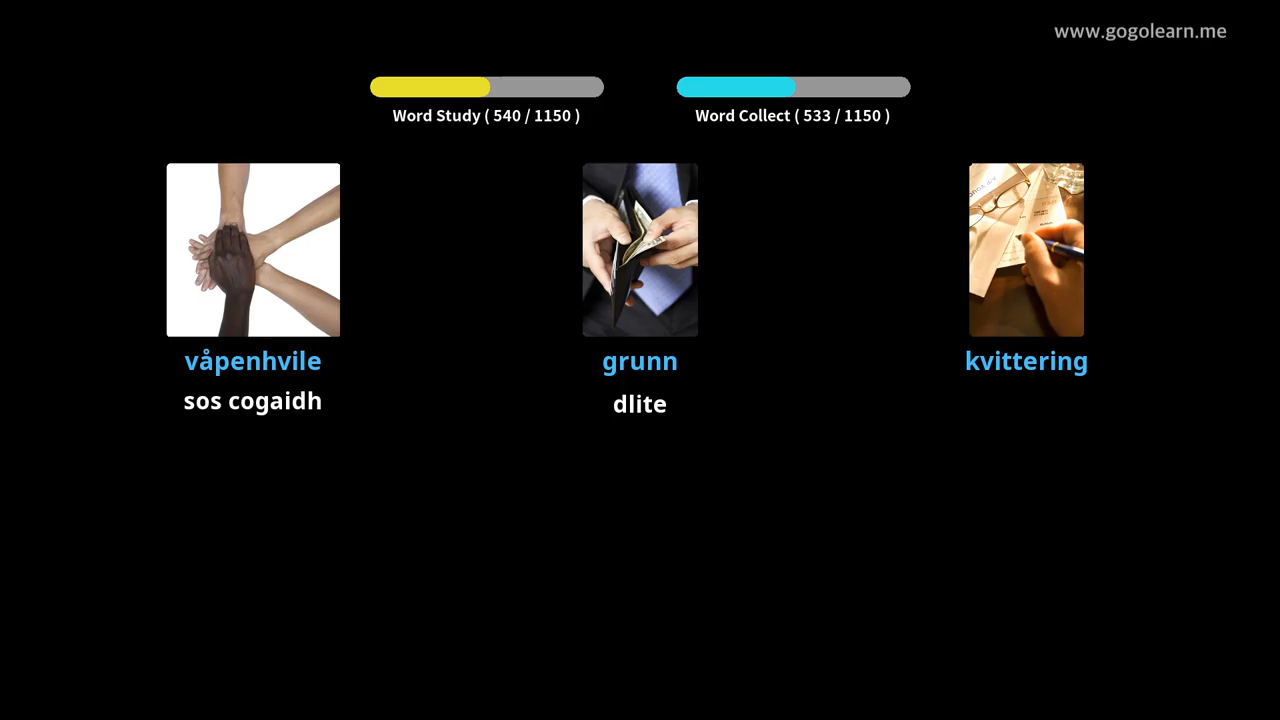 www.gogolearn.me
Word Study ( 540 / 1150 )
Word Collect ( 533 / 1150 )
våpenhvile
grunn
kvittering
sos cogaidh
dlite